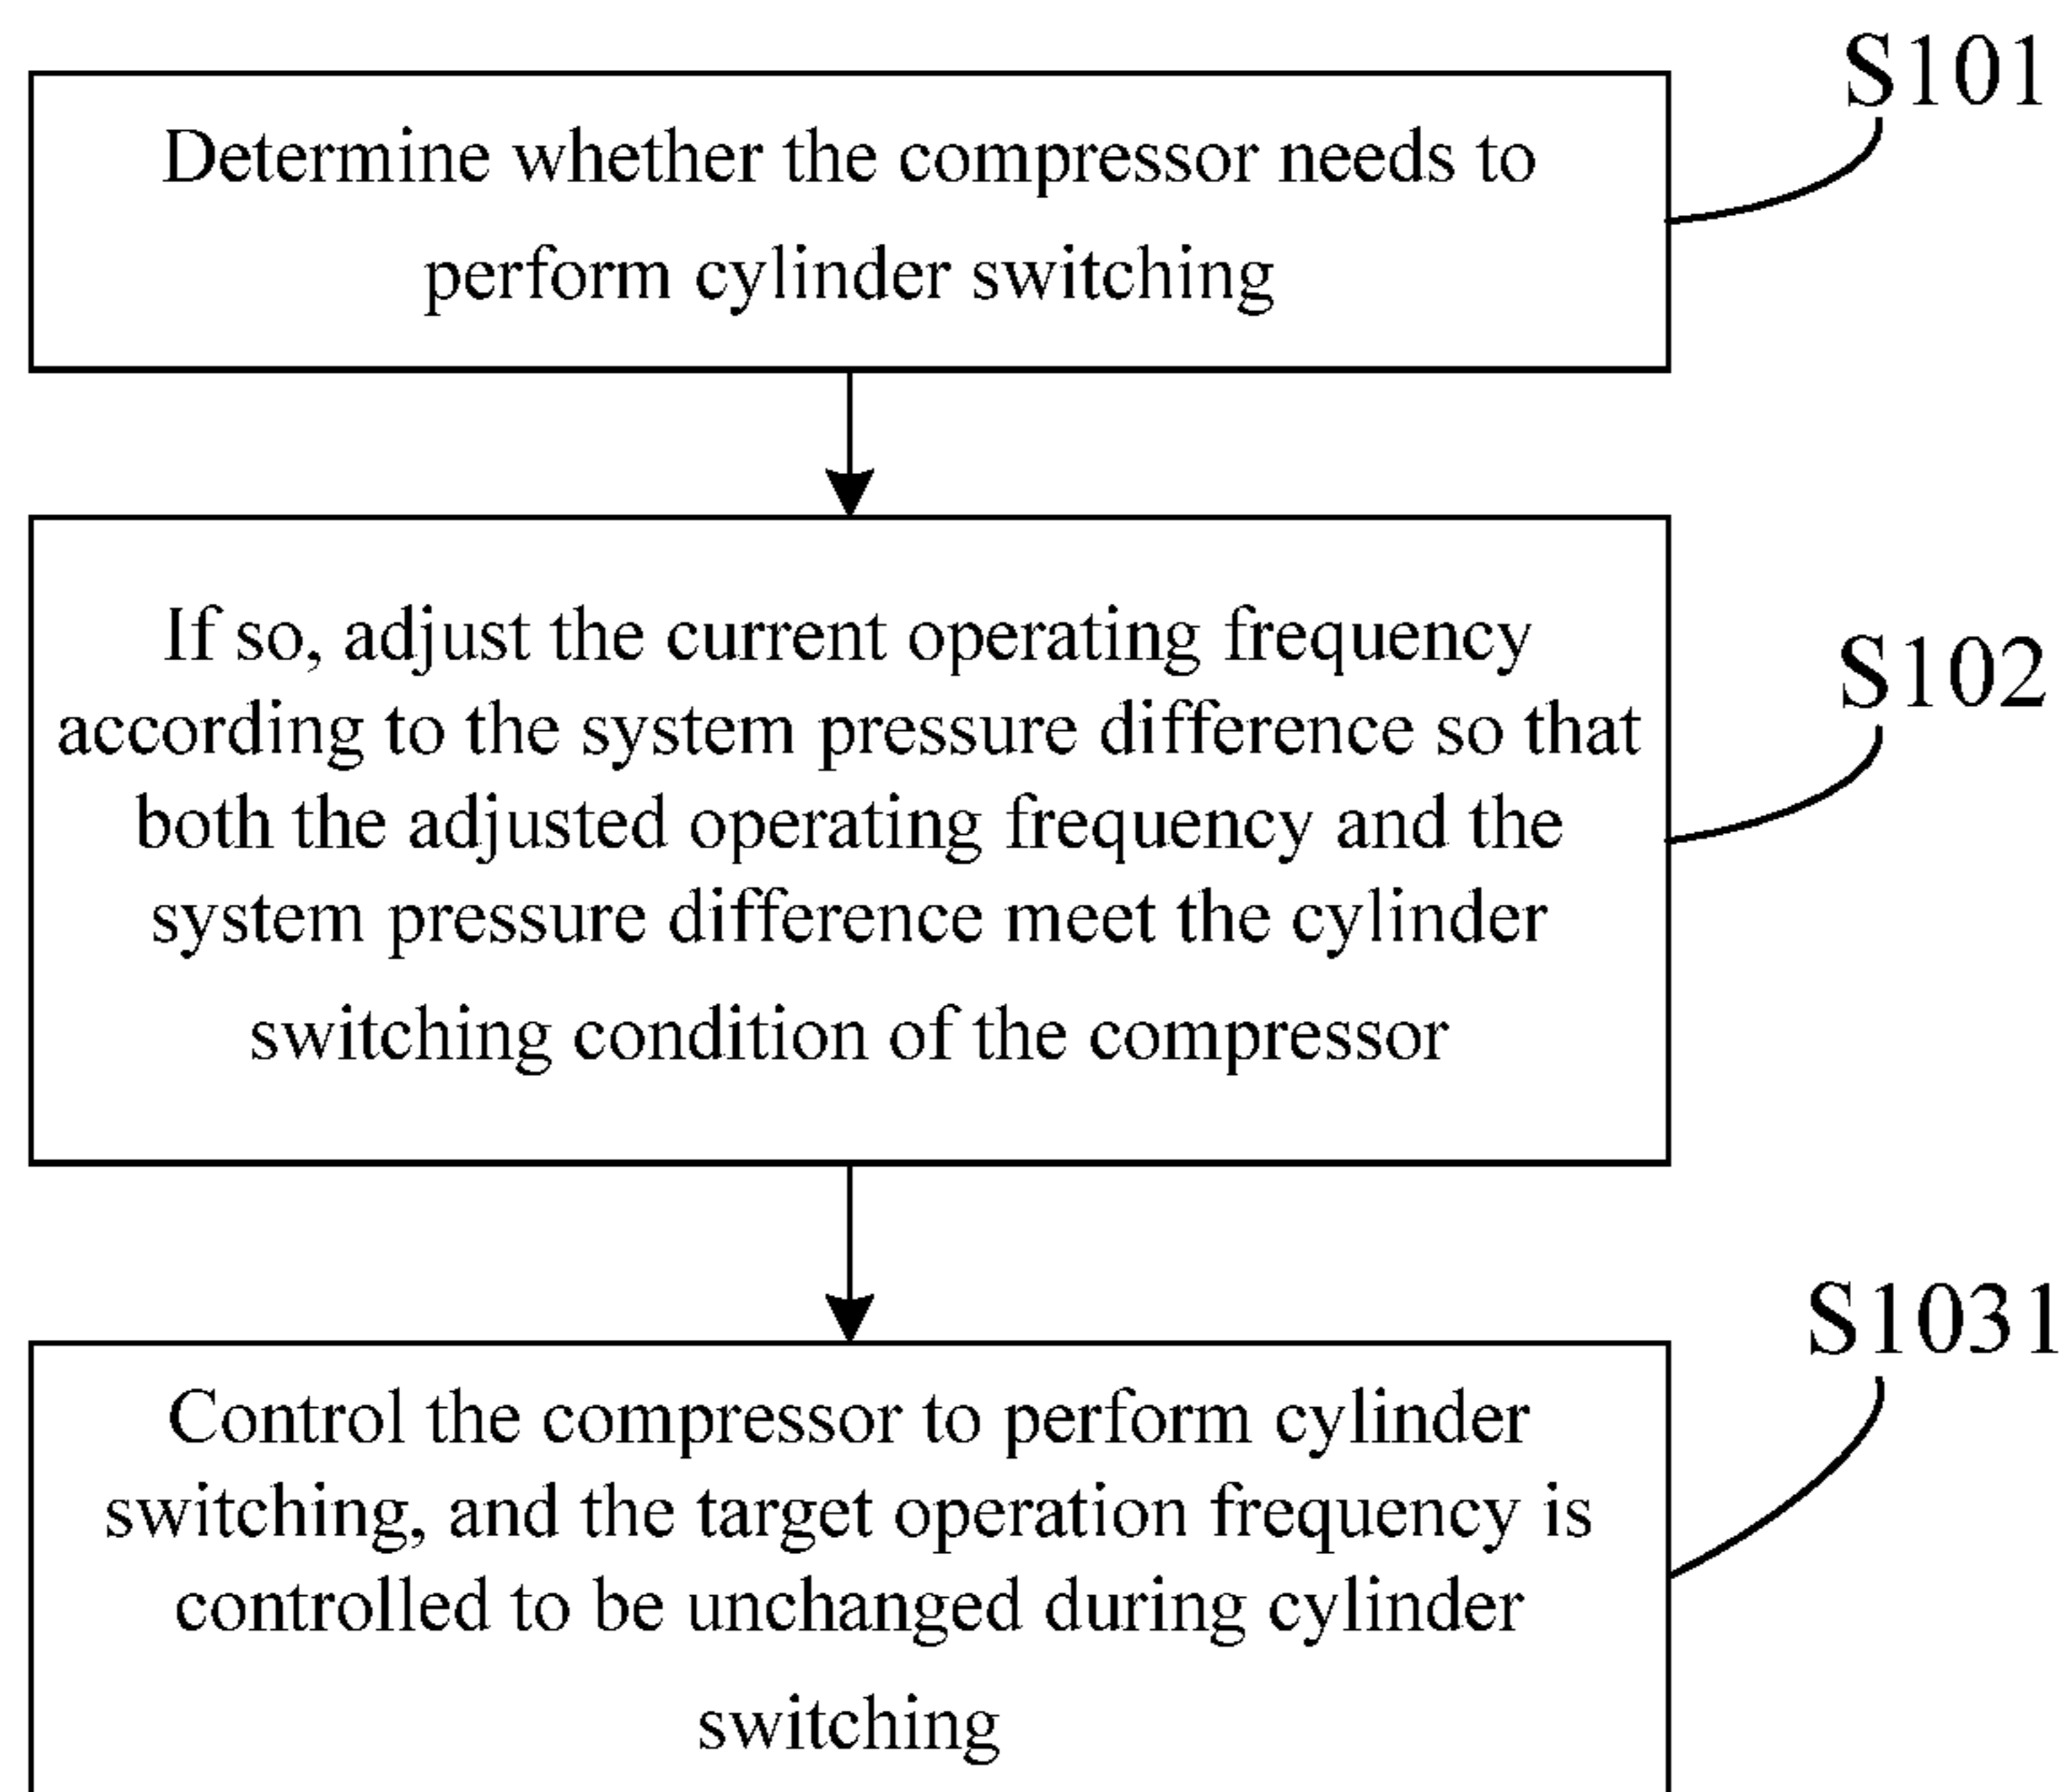 S101
Determine whether the compressor needs to
perform cylinder switching
If so, adjust the current operating frequency
according to the system pressure difference so that
both the adjusted operating frequency and the
system pressure difference meet the cylinder
switching condition of the compressor
S102
S1031
Control the compressor to perform cylinder
switching, and the target operation frequency is
controlled to be unchanged during cylinder
switching